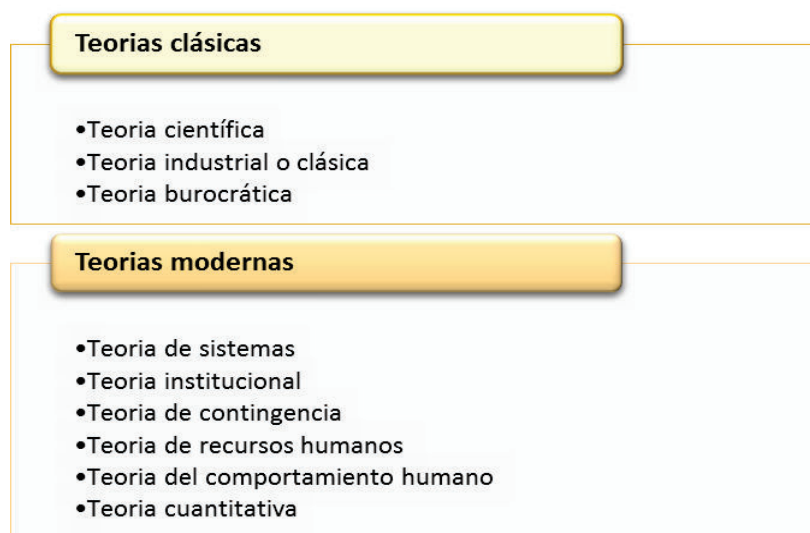 Teorias clásicas
•Teoria científica
•Teoria industrial o clásica
•Teoria burocrática
Teorias modernas
•Teoria de sistemas
•Teoria institucional
•Teoria de contingencia
•Teoria de recursos humanos
•Teoria del comportamiento humano
•Teoria cuantitativa